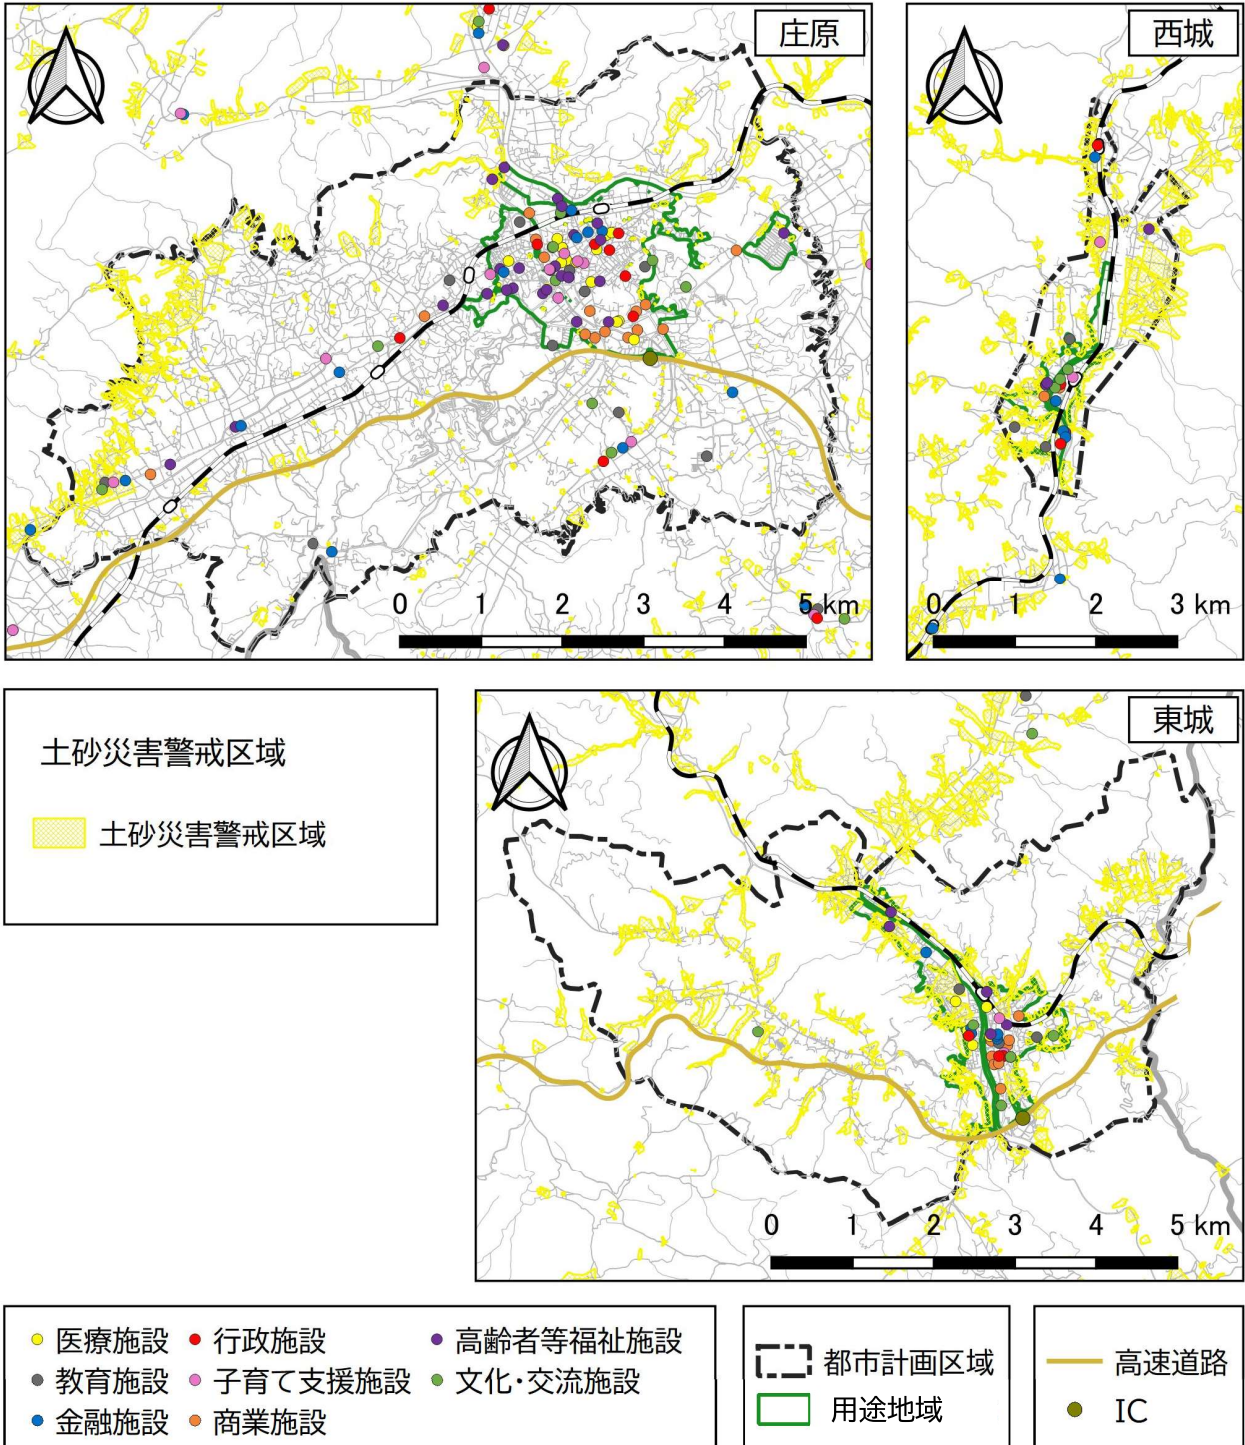 庄原
西城
0 1 2 3 4 5 km
0 1 2 3 km
土砂災害警戒区域
土砂災害警戒区域
東城
0 1 2 3 4 5 km
医療施設 行政施設 高齢者等福祉施設
教育施設 子育て支援施設 文化・交流施設
金融施設 商業施設
都市計画区域
用途地域
高速道路
IC